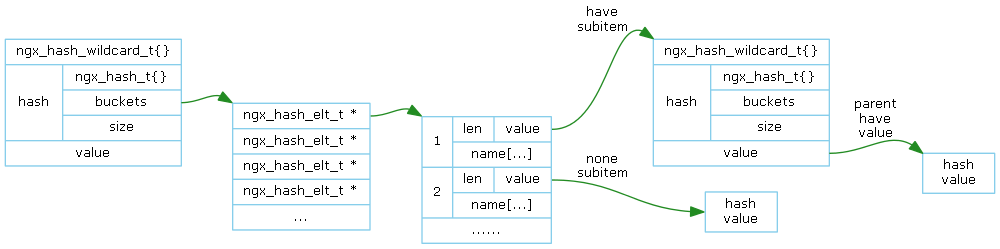 ngx_hash_wildcard_t{}
hash
ngx_hash_t{}
buckets
size
value
ngx_hash_elt_t *
ngx_hash_elt_t *
ngx_hash_elt_t *
ngx_hash_elt_t *
...
1
len value
name[...]
2
len value
name[...]
......
have
subitem
none
subitem
ngx_hash_wildcard_t{}
hash
ngx_hash_t{}
buckets
size
value
hash
value
parent
have
value
hash
value